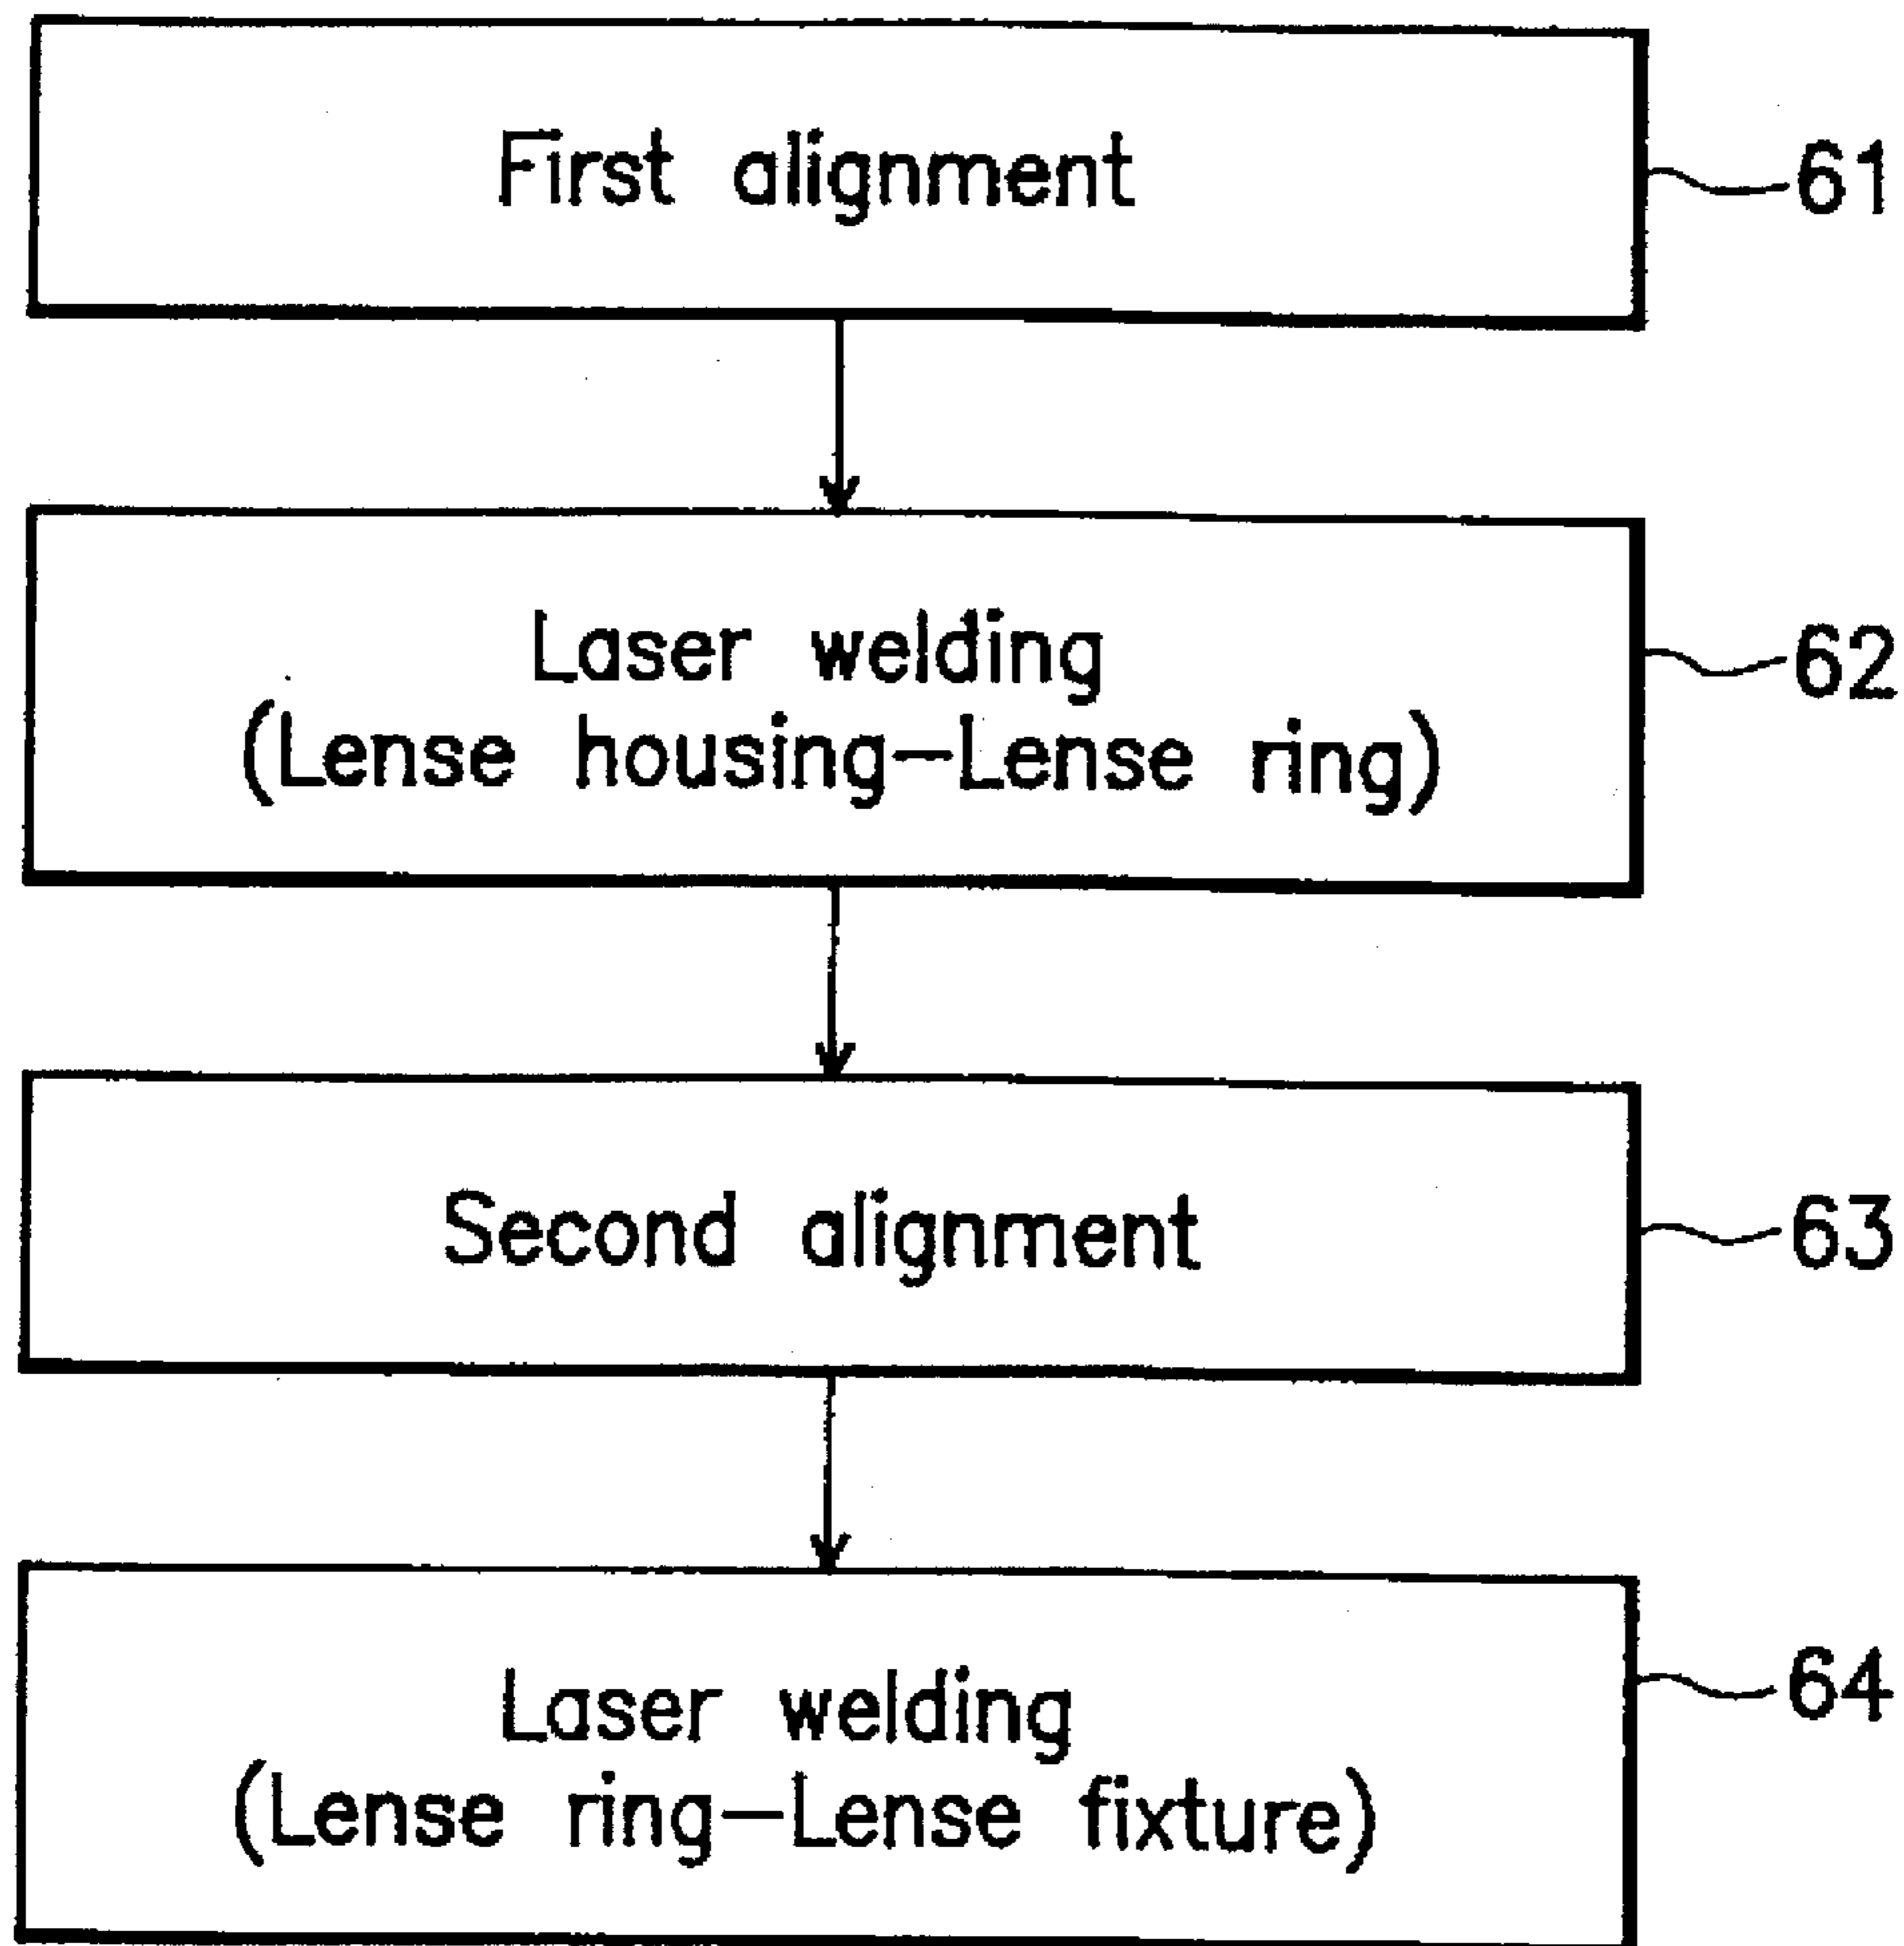 First alignment
61
Laser welding
(Lense housing-Lense ring)
62
Second alignment
63
Laser welding
(Lense ring-Lense fixture)
64